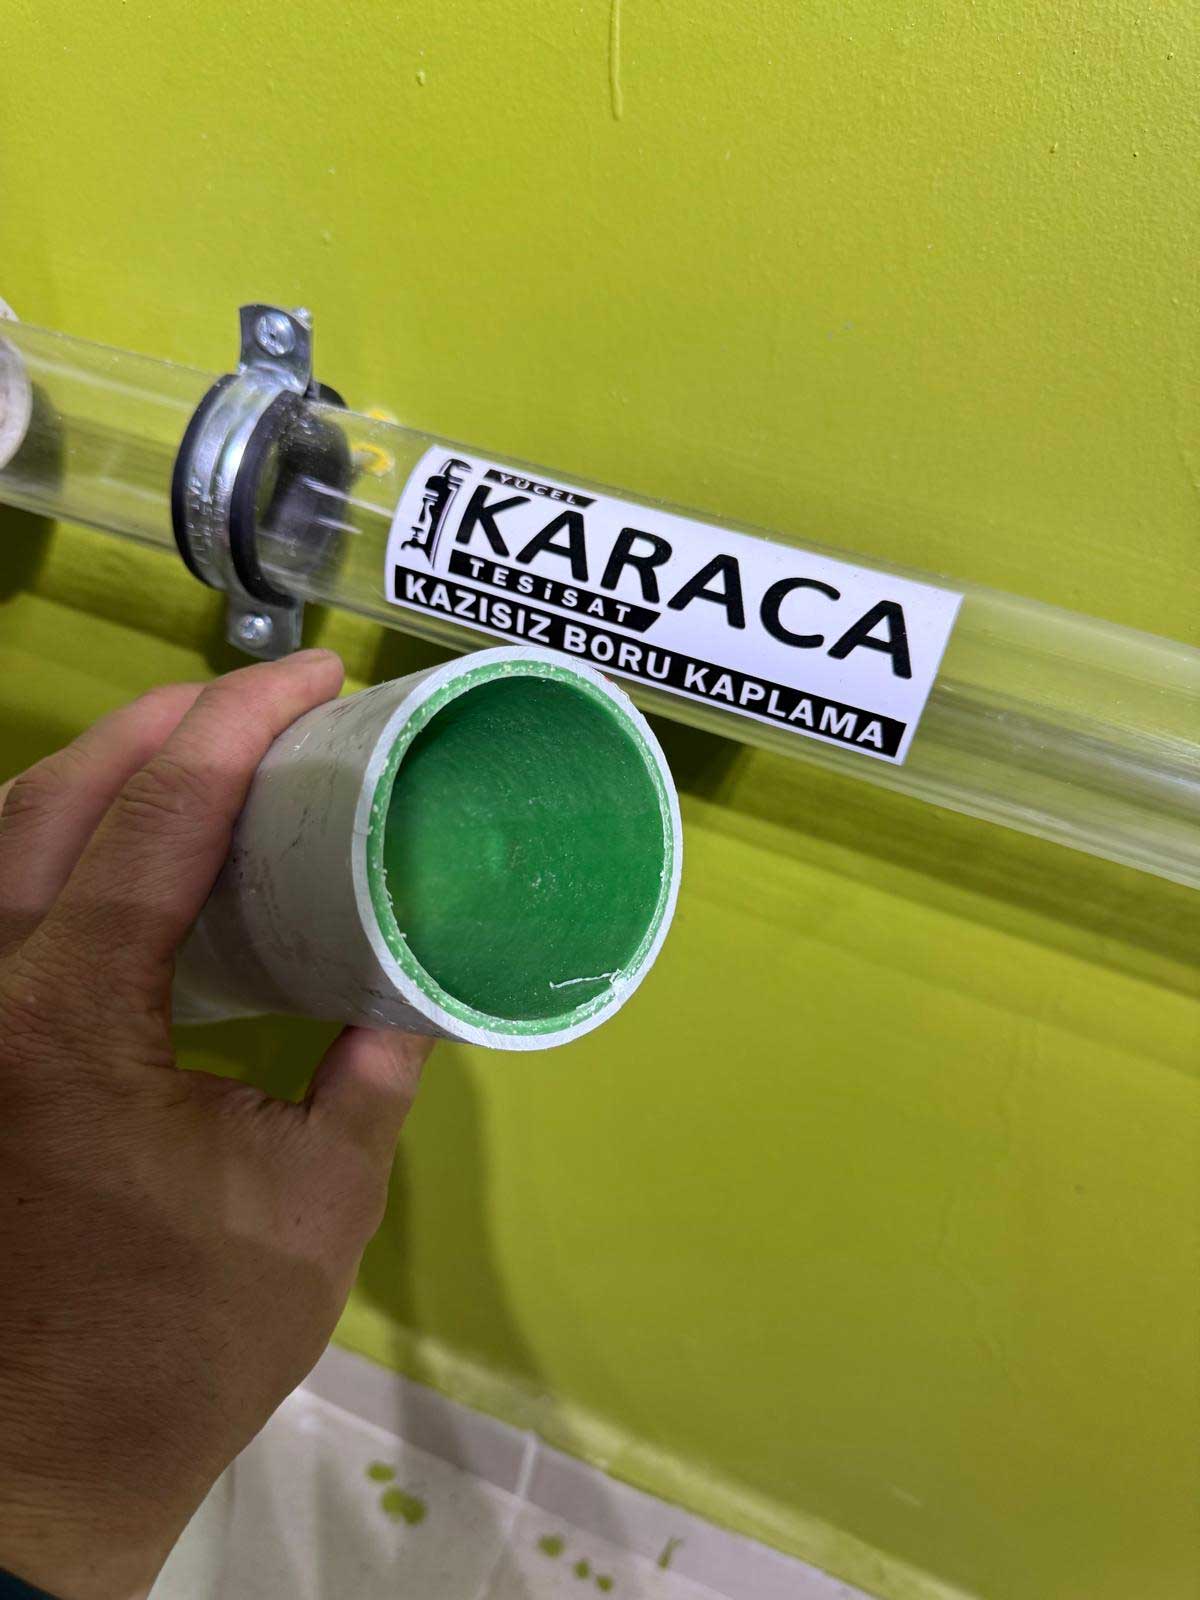 YÜCEL
KARACA
TESİSAT
KAZISIZ BORU KAPLAMA